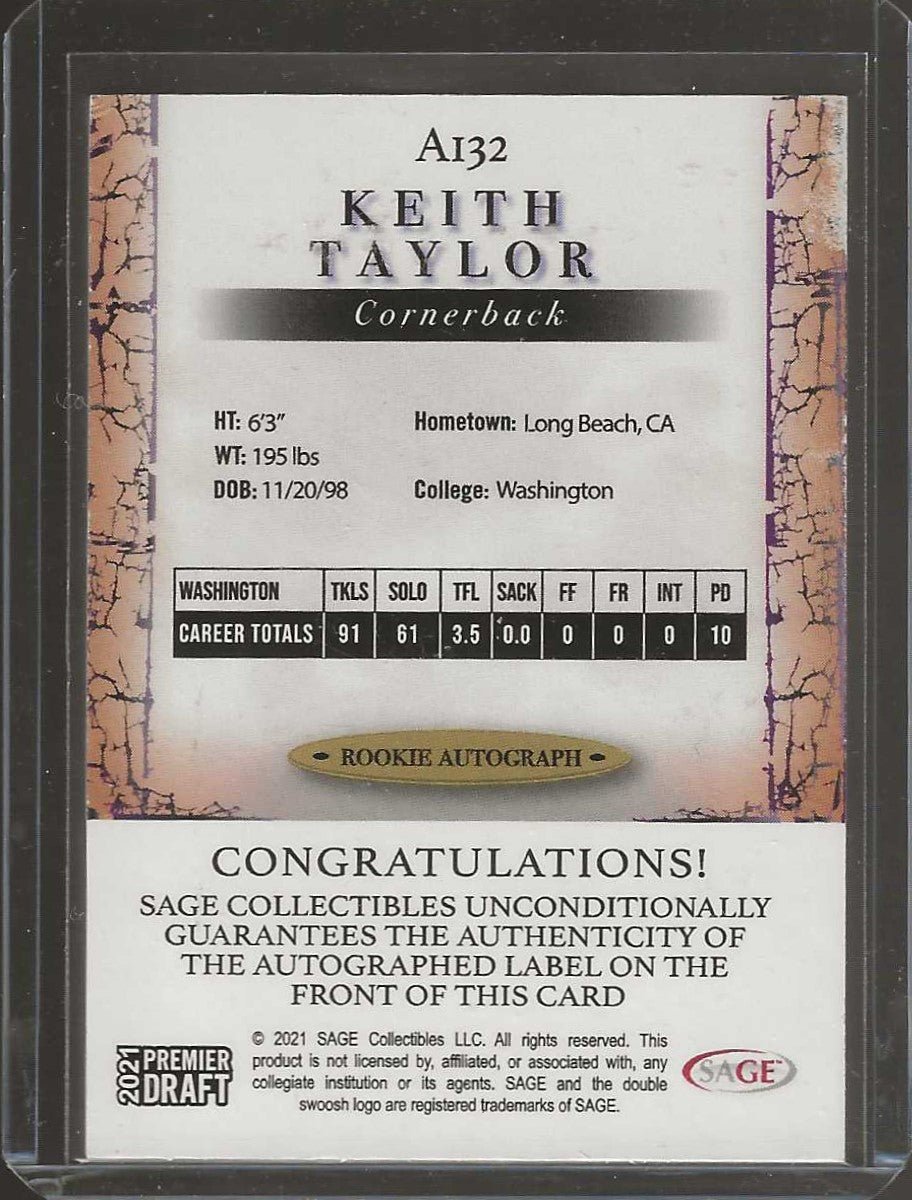 A132
KEITH
TAYLOR
Cornerback
HT: 6'3" Hometown: Long Beach, CA
WT: 195 lbs
DOB: 11/20/98 College: Washington
WASHINGTON TKLS SOLO TFL SACK FF FR INT PD
CAREER TOTALS 91 61 3.5 0.0 0 0 0 10
• ROOKIE AUTOGRAPH •
CONGRATULATIONS!
SAGE COLLECTIBLES UNCONDITIONALLY
GUARANTEES THE AUTHENTICITY OF
THE AUTOGRAPHED LABEL ON THE
FRONT OF THIS CARD
2021 PREMIER DRAFT
© 2021 SAGE Collectibles LLC. All rights reserved. This
product is not licensed by, affiliated, or associated with, any
collegiate institution or its agents. SAGE and the double
swoosh logo are registered trademarks of SAGE.
SAGE™